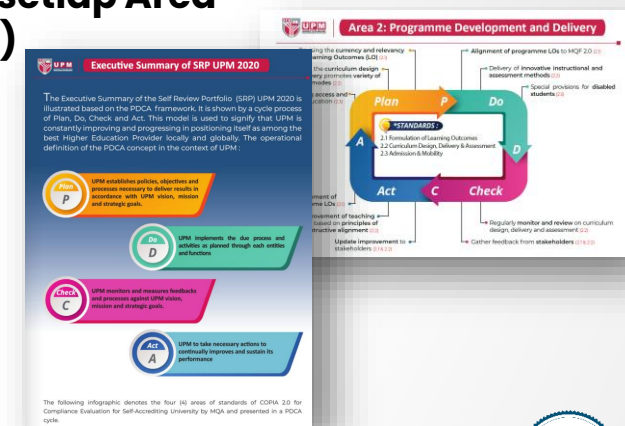 setiap Area
)
UPM
Executive Summary of SRP UPM 2020
The Executive Summary of the Self Review Portfolio (SRP) UPM 2020 is
illustrated based on the PDCA framework. It is shown by a cycle process
of Plan, Do, Check and Act. This model is used to signify that UPM is
constantly improving and progressing in positioning itself as among the
best Higher Education Provider locally and globally. The operational
definition of the PDCA concept in the context of UPM :
Plan
P
UPM establishes policies, objectives and
processes necessary to deliver results in
accordance with UPM vision, mission
and strategic goals.
Do
D
UPM implements the due process and
activities as planned through each entities
and functions
Check
C
UPM monitors and measures feedbacks
and processes against UPM vision,
mission and strategic goals.
Act
A
UPM to take necessary actions to
continually improves and sustain its
performance
The following infographic denotes the four (4) areas of standards of COPIA 2.0 for
Compliance Evaluation for Self-Accrediting University by MQA and presented in a PDCA
cycle.
UPM
Area 2: Programme Development and Delivery
the currency and relevancy
Learning Outcomes (LO)
the curriculum design
promotes variety of
modes
access and
Alignment of programme LOs to MQF 2.0
Delivery of innovative instructional and
assessment methods
Special provisions for disabled
students
Plan P Do
*STANDARDS :
2.1 Formulation of Learning Outcomes
2.2 Curriculum Design, Delivery & Assessment
2.3 Admission & Mobility
A
D
Act C Check
LOs
of teaching
based on principles of
alignment
Update improvement to
stakeholders
Regularly monitor and review on curriculum
design, delivery and assessment
Gather feedback from stakeholders